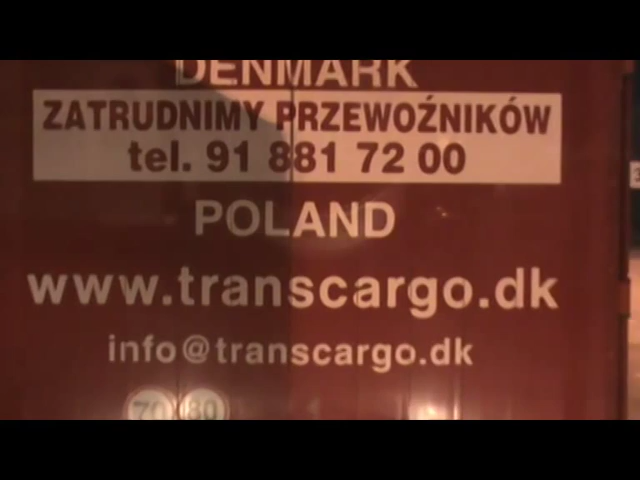 DENMARK
ZATRUDNIMY PRZEWOŹNIKÓW
tel. 91 881 72 00
POLAND
www.transcargo.dk
info@transcargo.dk
70 80